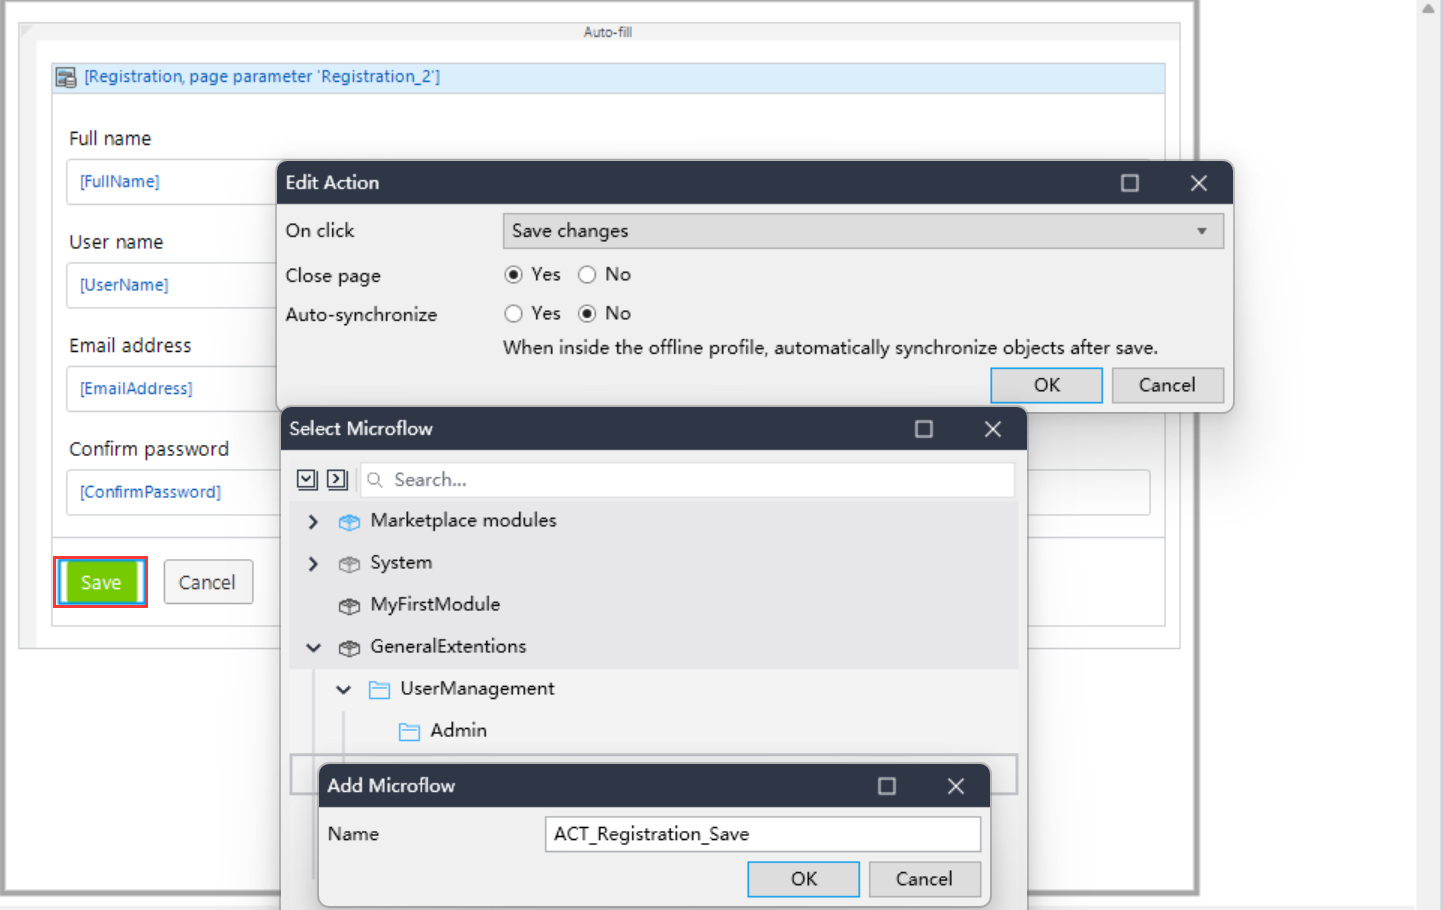 Auto-fill
[Registration, page parameter 'Registration_2']
Full name
[FullName]
User name
[UserName]
Email address
[EmailAddress]
Confirm password
[ConfirmPassword]
Save Cancel
Edit Action
On click Save changes
Close page Yes No
Auto-synchronize Yes No
When inside the offline profile, automatically synchronize objects after save.
OK Cancel
Select Microflow
Search...
Marketplace modules
System
MyFirstModule
GeneralExtentions
UserManagement
Admin
Add Microflow
Name ACT_Registration_Save
OK Cancel